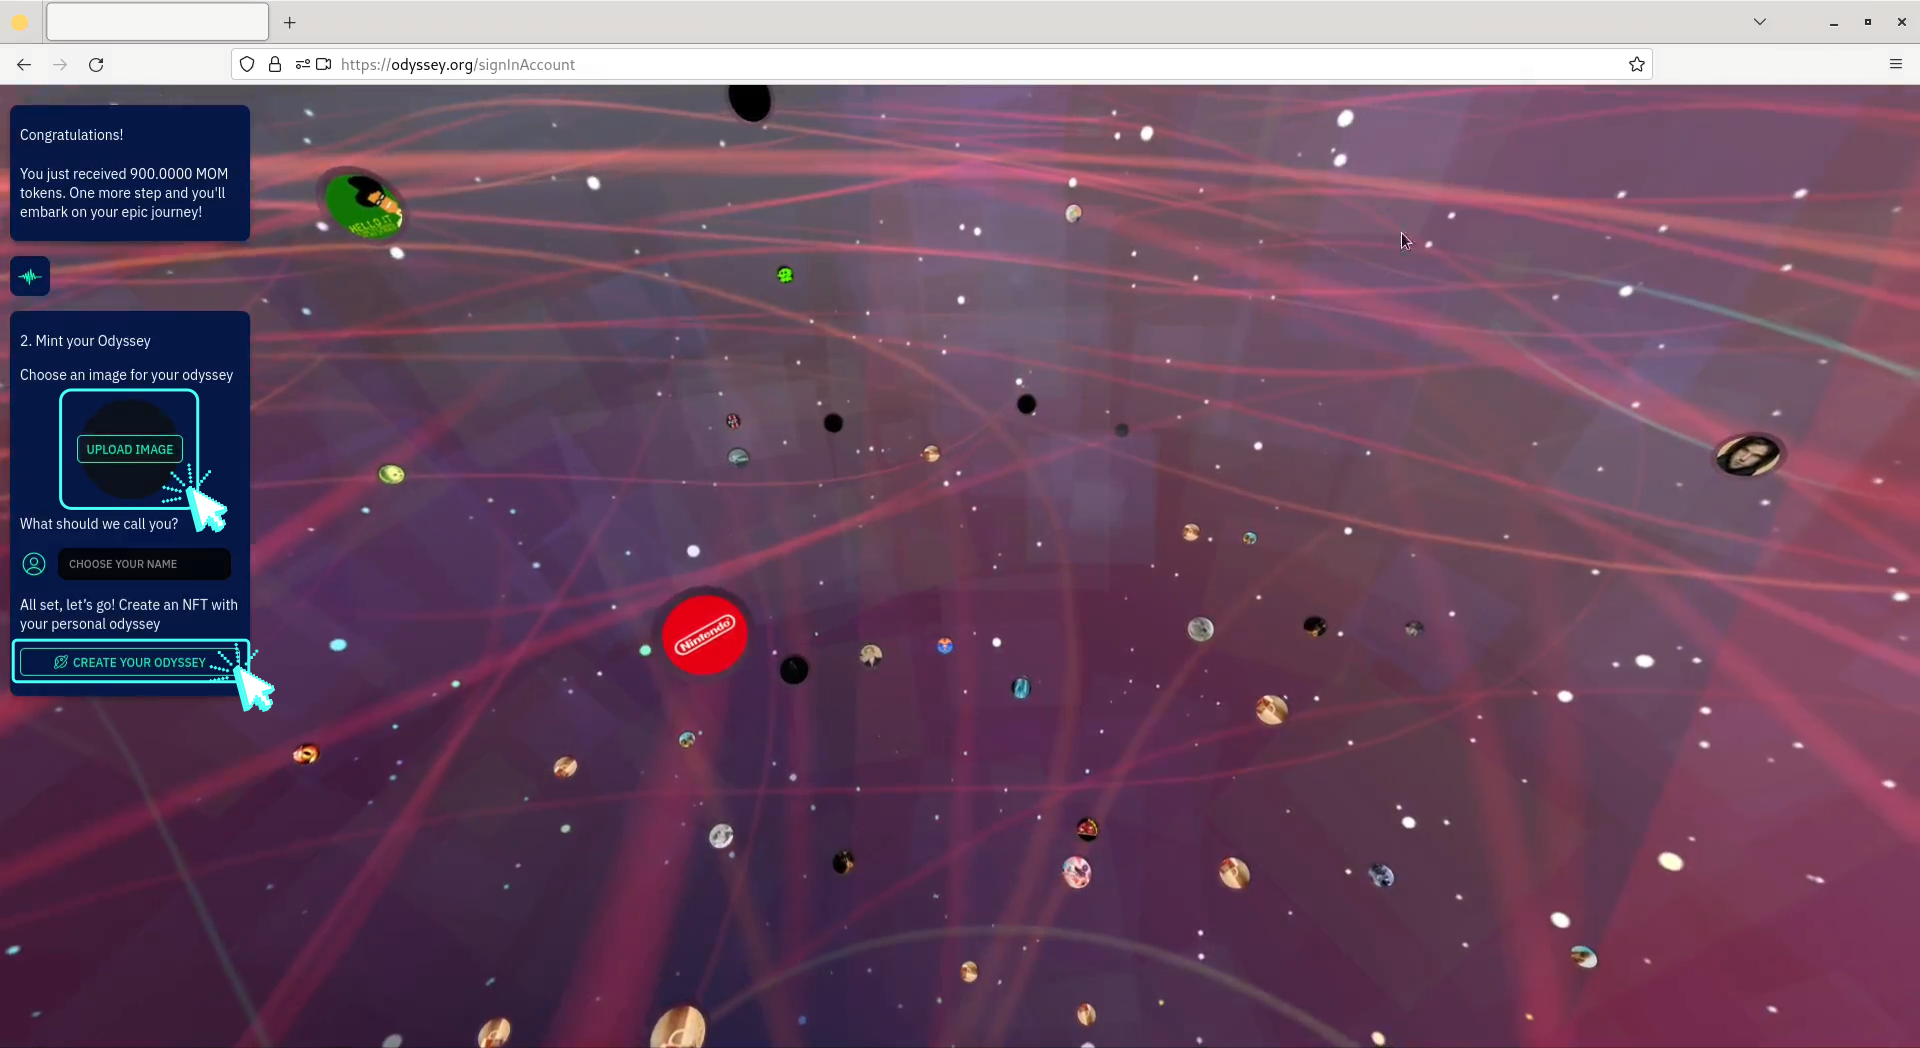 https://odyssey.org/signInAccount
Congratulations!
You just received 900.0000 MOM
tokens. One more step and you'll
embark on your epic journey!
2. Mint your Odyssey
Choose an image for your odyssey
UPLOAD IMAGE
What should we call you?
CHOOSE YOUR NAME
All set, let's go! Create an NFT with
your personal odyssey
CREATE YOUR ODYSSEY
HELLO.IT
Nintendo